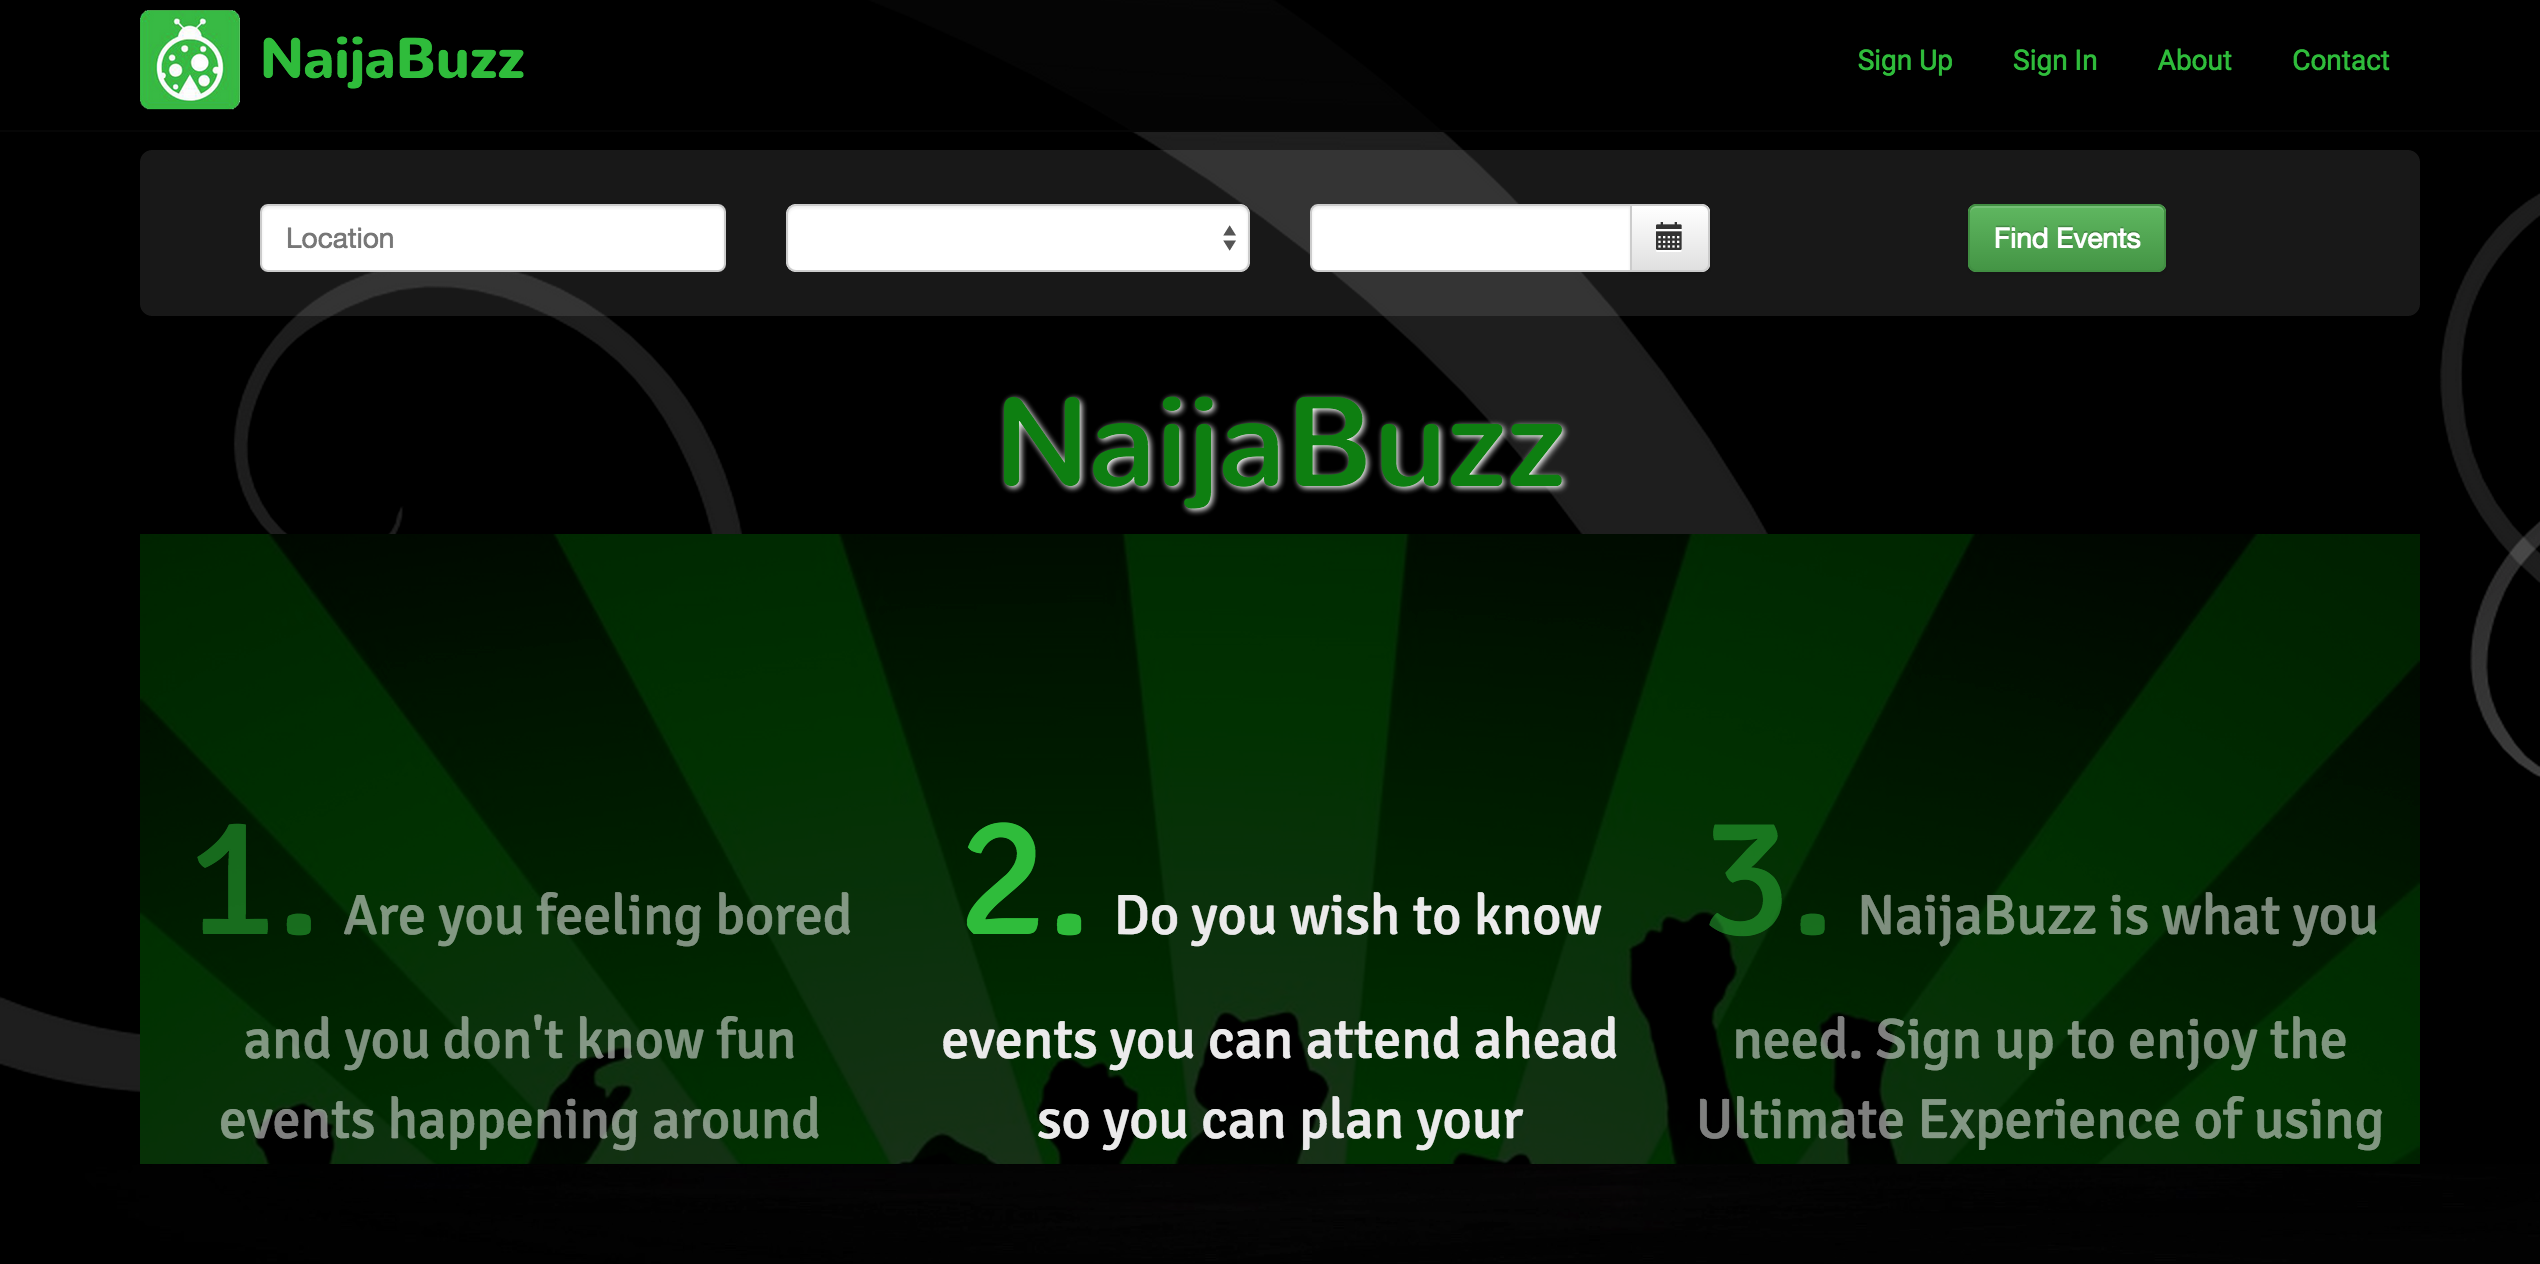 NaijaBuzz
Sign Up
Sign In
About
Contact
Location
Find Events
NaijaBuzz
1. Are you feeling bored
and you don't know fun
events happening around
2. Do you wish to know
events you can attend ahead
so you can plan your
3. NaijaBuzz is what you
need. Sign up to enjoy the
Ultimate Experience of using